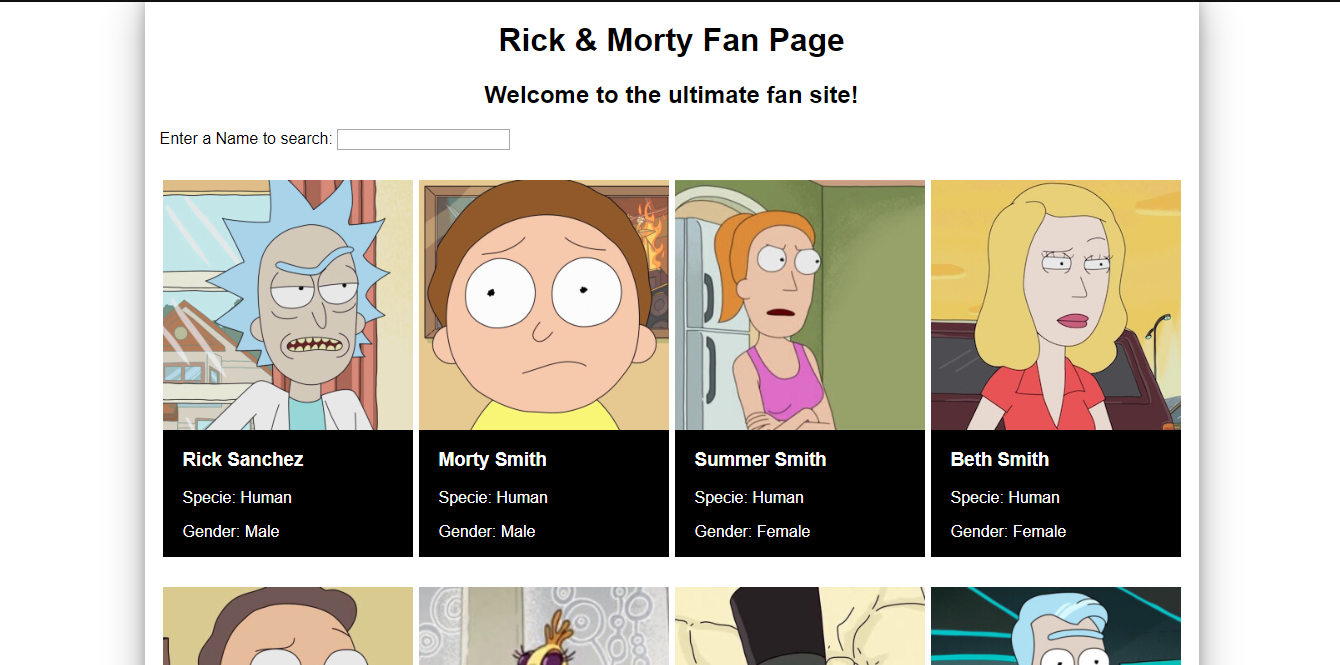 Rick & Morty Fan Page
Welcome to the ultimate fan site!
Enter a Name to search:
Rick Sanchez
Specie: Human
Gender: Male
Morty Smith
Specie: Human
Gender: Male
Summer Smith
Specie: Human
Gender: Female
Beth Smith
Specie: Human
Gender: Female